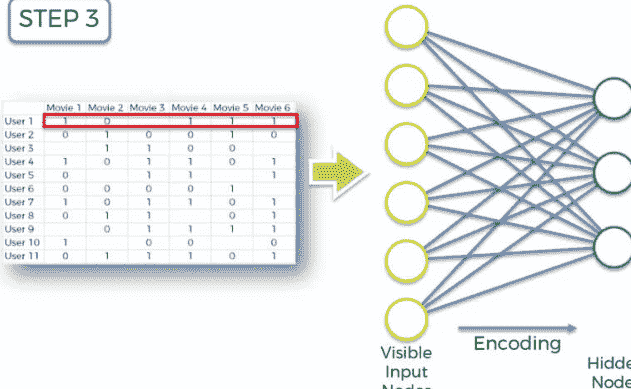 STEP 3
Movie 1 Movie 2 Movie 3 Movie 4 Movie 5 Movie 6
User 1 1 0 1 1 1
User 2 0 1 0 0 1 0
User 3 1 1 0 0
User 4 1 0 1 1 0 1
User 5 0 1 1 1
User 6 0 0 0 0 1
User 7 1 0 1 1 0 1
User 8 0 1 1 0 1
User 9 0 1 1 1 1
User 10 1 0 0 0
User 11 0 1 1 1 0 1
Encoding
Visible
Input
Nodes
Hidde
Node